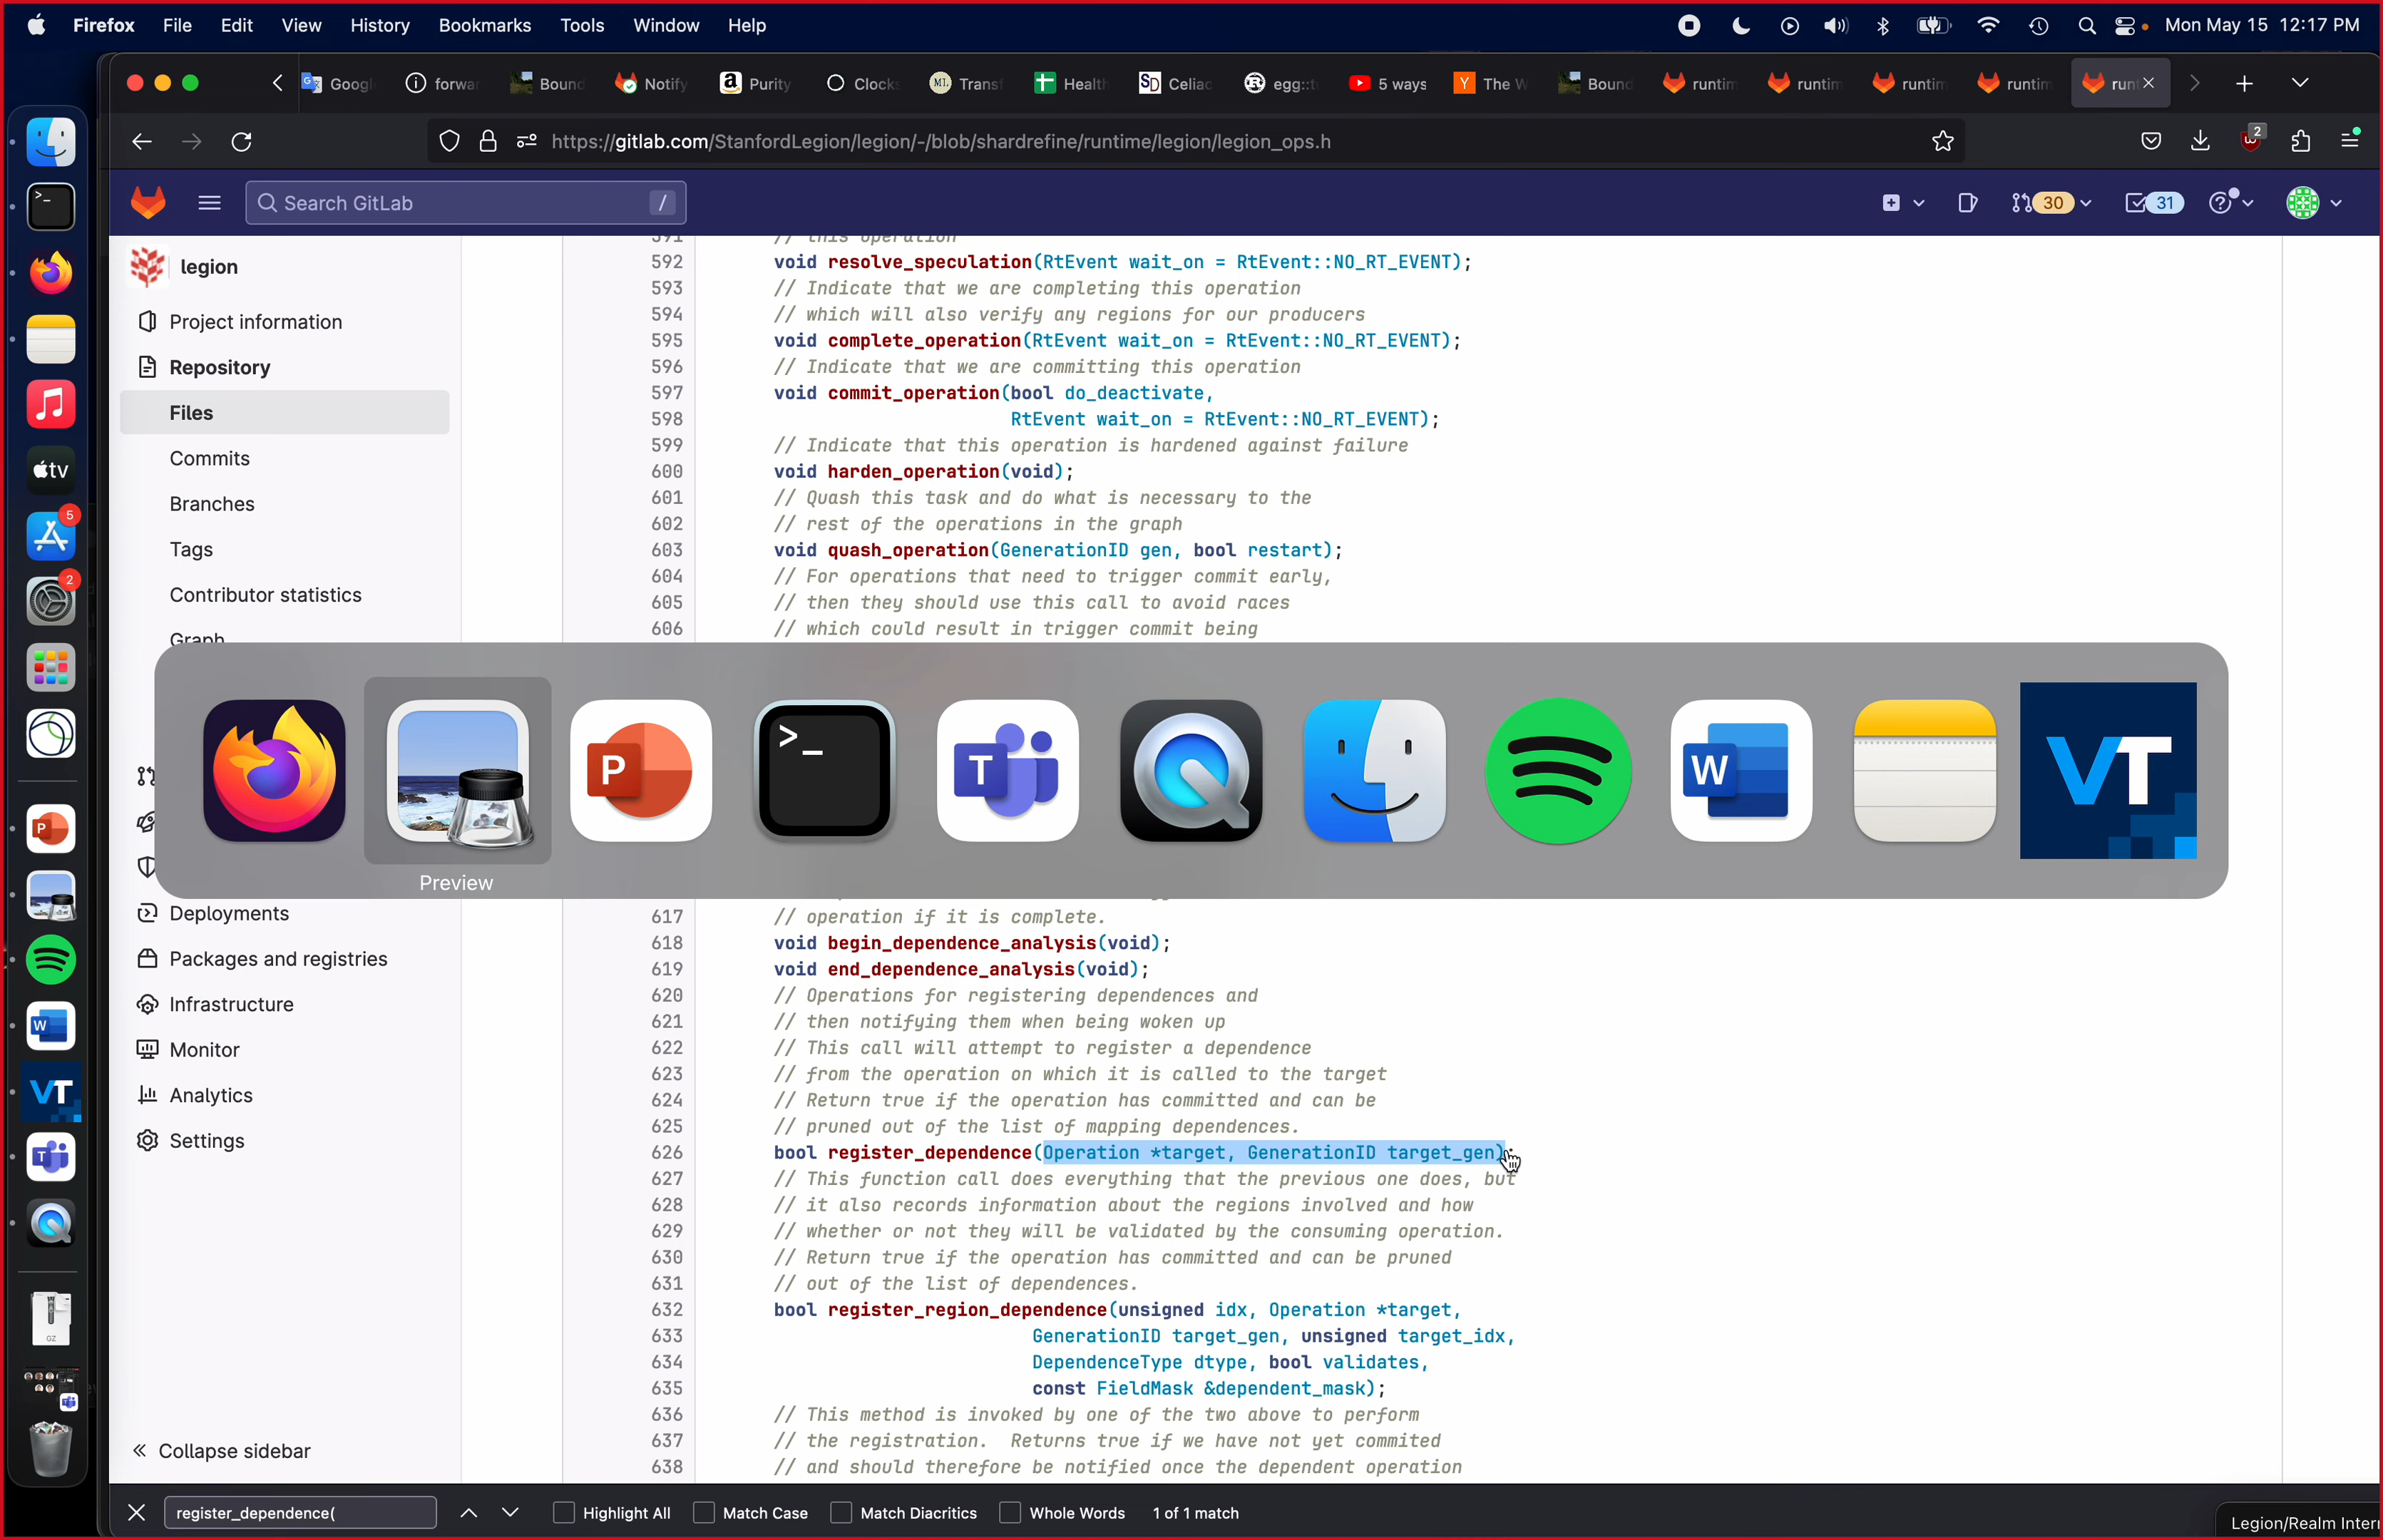 Firefox File Edit View History Bookmarks Tools Window Help Mon May 15 12:17 PM
Googl forwar Bound Notify Purity Clocks Transf Health Celiac egg::t 5 ways The W Bound runtim runtim runtim runtim runt
https://gitlab.com/StanfordLegion/legion/-/blob/shardrefine/runtime/legion/legion_ops.h 2
Search GitLab / 30 31
legion
Project information
Repository
Files
Commits
Branches
Tags
Contributor statistics
Graph
Deployments
Packages and registries
Infrastructure
Monitor
Analytics
Settings
Collapse sidebar
tv
5
2
591 // this operation
592 void resolve_speculation(RtEvent wait_on = RtEvent::NO_RT_EVENT);
593 // Indicate that we are completing this operation
594 // which will also verify any regions for our producers
595 void complete_operation(RtEvent wait_on = RtEvent::NO_RT_EVENT);
596 // Indicate that we are committing this operation
597 void commit_operation(bool do_deactivate,
598 RtEvent wait_on = RtEvent::NO_RT_EVENT);
599 // Indicate that this operation is hardened against failure
600 void harden_operation(void);
601 // Quash this task and do what is necessary to the
602 // rest of the operations in the graph
603 void quash_operation(GenerationID gen, bool restart);
604 // For operations that need to trigger commit early,
605 // then they should use this call to avoid races
606 // which could result in trigger commit being
P T W VT
Preview
617 // operation if it is complete.
618 void begin_dependence_analysis(void);
619 void end_dependence_analysis(void);
620 // Operations for registering dependences and
621 // then notifying them when being woken up
622 // This call will attempt to register a dependence
623 // from the operation on which it is called to the target
624 // Return true if the operation has committed and can be
625 // pruned out of the list of mapping dependences.
626 bool register_dependence(Operation *target, GenerationID target_gen);
627 // This function call does everything that the previous one does, but
628 // it also records information about the regions involved and how
629 // whether or not they will be validated by the consuming operation.
630 // Return true if the operation has committed and can be pruned
631 // out of the list of dependences.
632 bool register_region_dependence(unsigned idx, Operation *target,
633 GenerationID target_gen, unsigned target_idx,
634 DependenceType dtype, bool validates,
635 const FieldMask &dependent_mask);
636 // This method is invoked by one of the two above to perform
637 // the registration.  Returns true if we have not yet commited
638 // and should therefore be notified once the dependent operation
register_dependence( Highlight All Match Case Match Diacritics Whole Words 1 of 1 match
Legion/Realm Inter